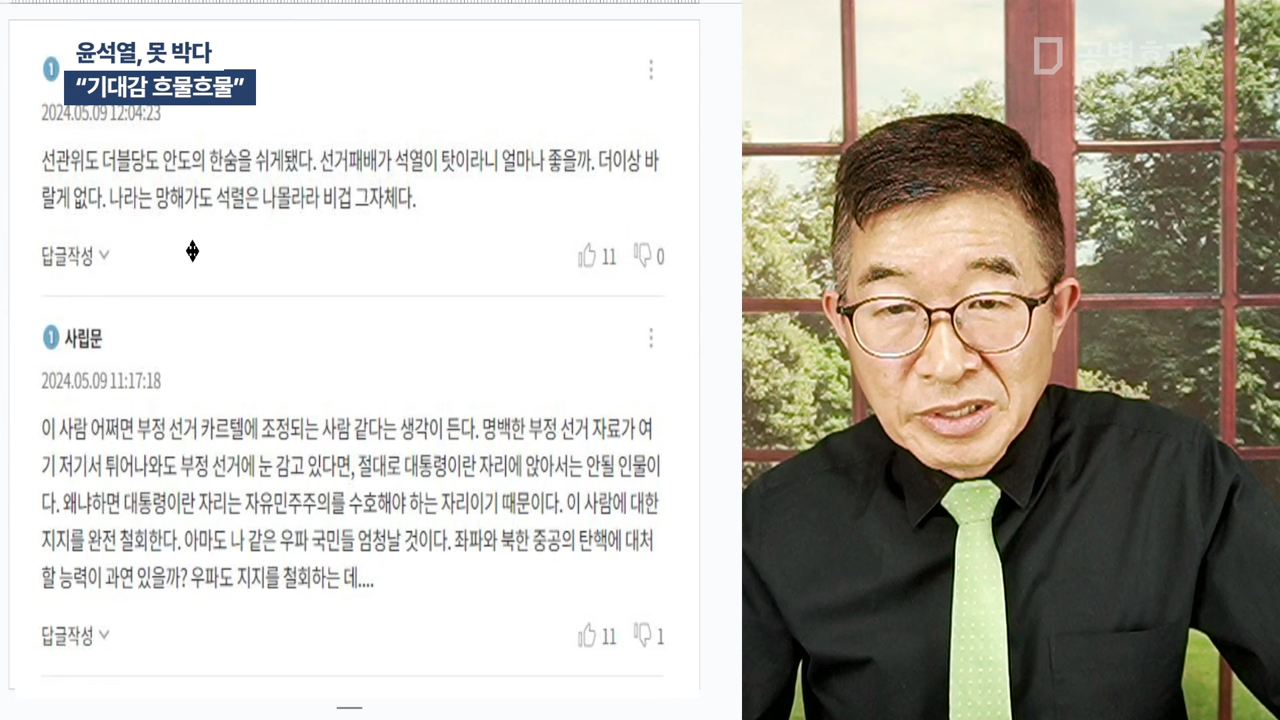 윤석열, 못 박다
“기대감 흐물흐물”
공병호TV
1
2024.05.09 12:04:23
선관위도 더블당도 안도의 한숨을 쉬게됐다. 선거패배가 석열이 탓이라니 얼마나 좋을까. 더이상 바
랄게 없다. 나라는 망해가도 석렬은 나몰라라 비겁 그자체다.
답글작성
11 0
1 사립문
2024.05.09 11:17:18
이 사람 어쩌면 부정 선거 카르텔에 조정되는 사람 같다는 생각이 든다. 명백한 부정 선거 자료가 여
기 저기서 튀어나와도 부정 선거에 눈 감고 있다면, 절대로 대통령이란 자리에 앉아서는 안될 인물이
다. 왜냐하면 대통령이란 자리는 자유민주주의를 수호해야 하는 자리이기 때문이다. 이 사람에 대한
지지를 완전 철회한다. 아마도 나 같은 우파 국민들 엄청날 것이다. 좌파와 북한 중공의 탄핵에 대처
할 능력이 과연 있을까? 우파도 지지를 철회하는 데....
답글작성
11 1